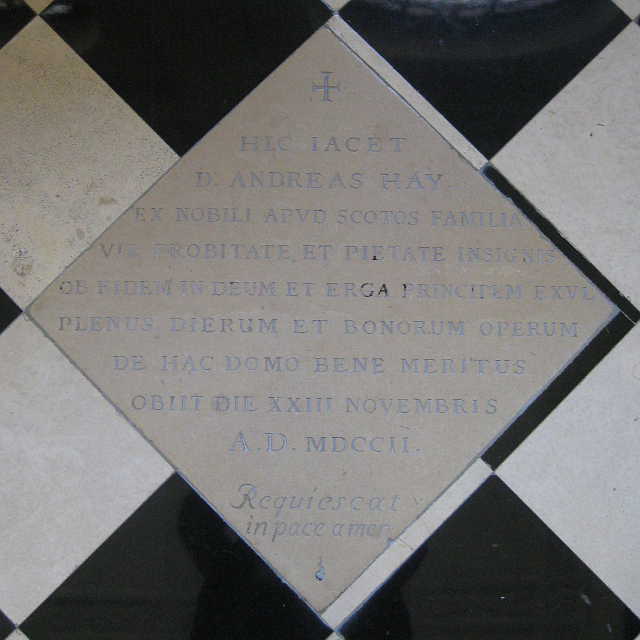 HIC IACET
D. ANDREAS HAY.
EX NOBILI APVD SCOTOS FAMILIA
VIR PROBITATE ET PIETATE INSIGNIS
OB FIDEM IN DEUM ET ERGA PRINCIPEM EXVL
PLENUS DIERUM ET BONORUM OPERUM
DE HAC DOMO BENE MERITUS
OBIIT DIE XXIII NOVEMBRIS
A.D. MDCCII.
Requiescat
in pace amen